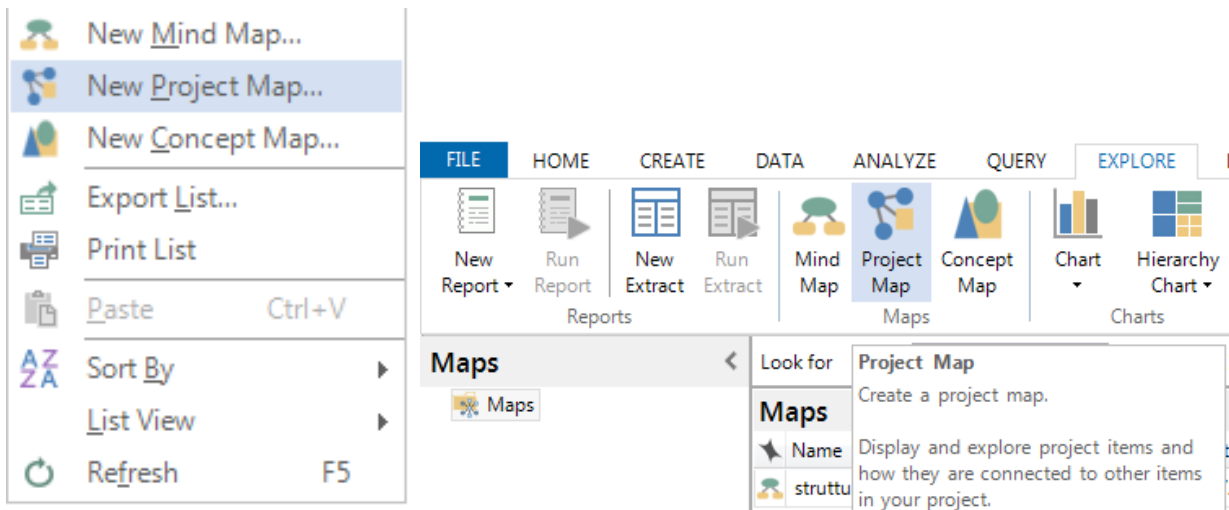 New Mind Map...
New Project Map...
New Concept Map...
Export List...
Print List
Paste Ctrl+V
Sort By
List View
Refresh F5
FILE HOME CREATE DATA ANALYZE QUERY EXPLORE
New Report
Run Report
New Extract
Run Extract
Mind Map
Project Map
Concept Map
Chart
Hierarchy Chart
Reports Maps Charts
Maps
Maps
Look for
Maps
Name
struttu
Project Map
Create a project map.
Display and explore project items and
how they are connected to other items
in your project.